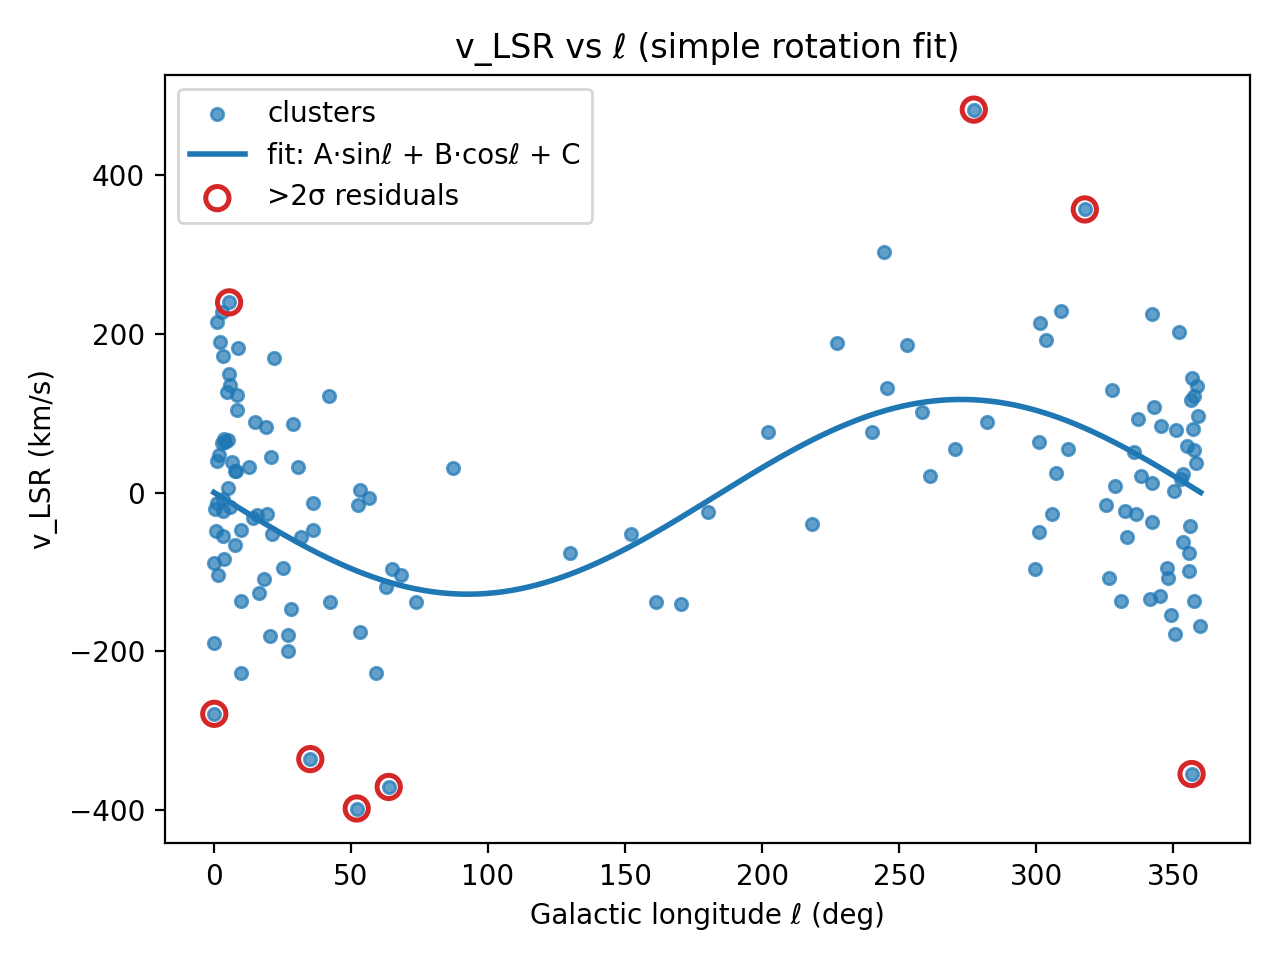 v_LSR vs ℓ (simple rotation fit)
clusters
fit: A·sinℓ + B·cosℓ + C
>2σ residuals
v_LSR (km/s)
400
200
0
−200
−400
0 50 100 150 200 250 300 350
Galactic longitude ℓ (deg)